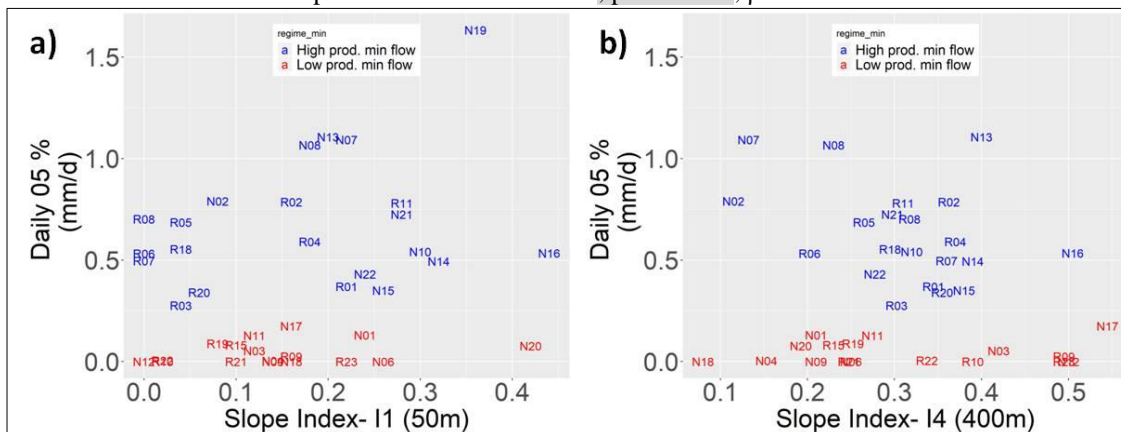 a)
regime_min
a High prod. min flow
a Low prod. min flow
Daily 05 %
(mm/d)
1.5
1.0
0.5
0.0
N19
N13
N08
N07
N02
R02
R11
N21
R08
R05
R04
R18
R06
R07
N10
N14
N16
N22
R01
N15
R20
R03
N17
N11
N01
R19
R15
N03
N20
N12
R21
R09
N18
R23
N06
0.0 0.1 0.2 0.3 0.4
Slope Index- I1 (50m)
b)
regime_min
a High prod. min flow
a Low prod. min flow
Daily 05 %
(mm/d)
1.5
1.0
0.5
0.0
N07
N08
N13
N02
R11
R02
N21
R08
R05
R04
R18
N10
R06
R07
N14
N16
N22
R01
R20
N15
R03
N17
N01
N11
N20
R15
R19
N03
N18
N04
N09
R22
R10
R09
0.1 0.2 0.3 0.4 0.5
Slope Index- I4 (400m)